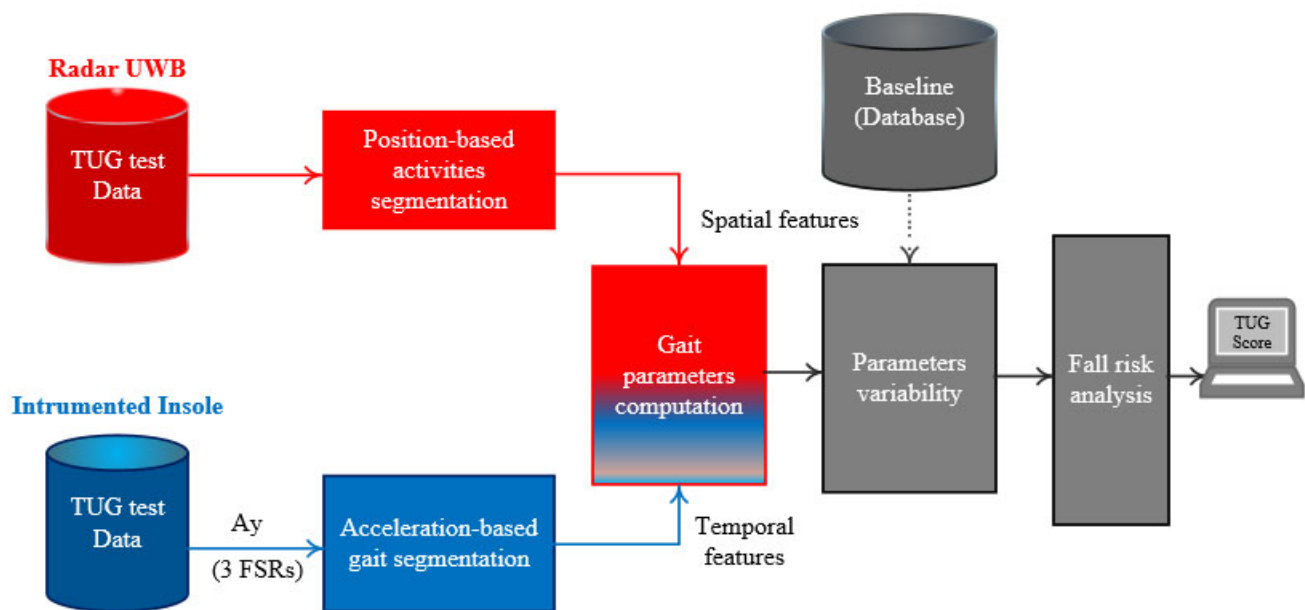 Radar UWB
TUG test
Data
Position-based
activities
segmentation
Baseline
(Database)
Spatial features
Gait
parameters
computation
Parameters
variability
Fall risk
analysis
TUG
Score
Intrumented Insole
TUG test
Data
Ay
(3 FSRs)
Acceleration-based
gait segmentation
Temporal
features